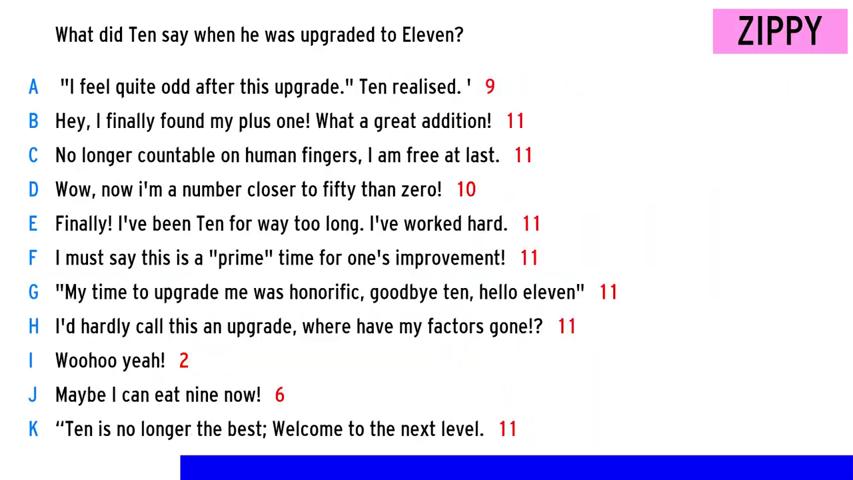 What did Ten say when he was upgraded to Eleven?
ZIPPY
A "I feel quite odd after this upgrade." Ten realised. ' 9
B Hey, I finally found my plus one! What a great addition! 11
C No longer countable on human fingers, I am free at last. 11
D Wow, now i'm a number closer to fifty than zero! 10
E Finally! I've been Ten for way too long. I've worked hard. 11
F I must say this is a "prime" time for one's improvement! 11
G "My time to upgrade me was honorific, goodbye ten, hello eleven" 11
H I'd hardly call this an upgrade, where have my factors gone!? 11
I Woohoo yeah! 2
J Maybe I can eat nine now! 6
K “Ten is no longer the best; Welcome to the next level. 11